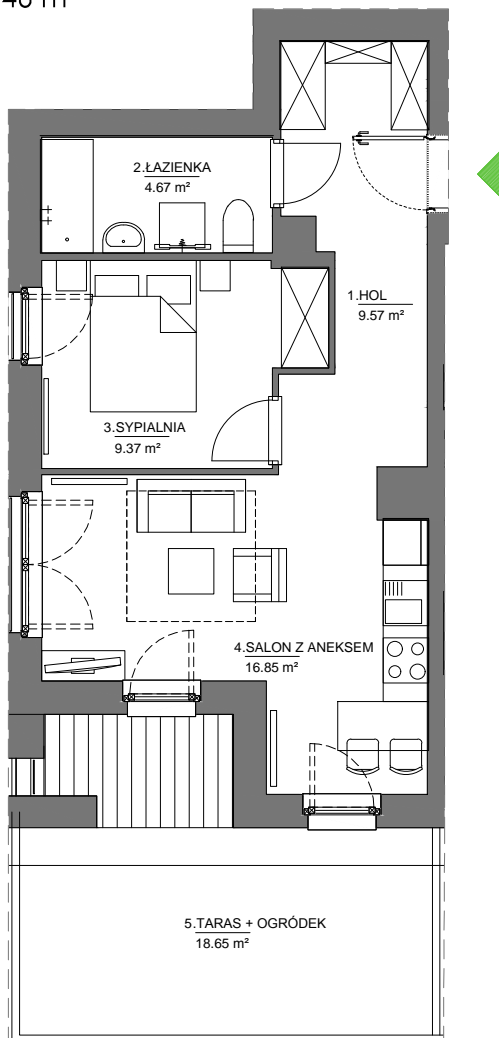 2.ŁAZIENKA
4.67 m²
1.HOL
9.57 m²
3.SYPIALNIA
9.37 m²
4.SALON Z ANEKSEM
16.85 m²
5.TARAS + OGRÓDEK
18.65 m²